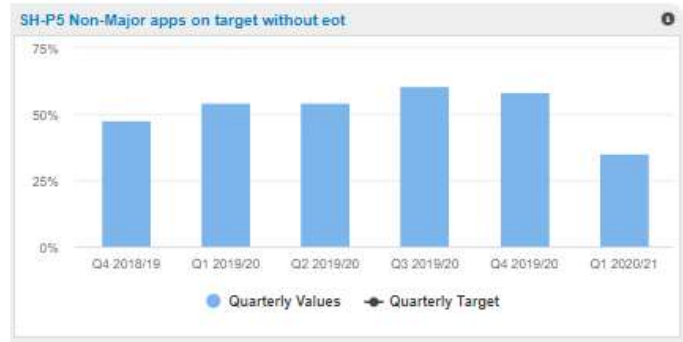 SH-P5 Non-Major apps on target without eot
75%
50%
25%
0%
Q4 2018/19 Q1 2019/20 Q2 2019/20 Q3 2019/20 Q4 2019/20 Q1 2020/21
Quarterly Values Quarterly Target